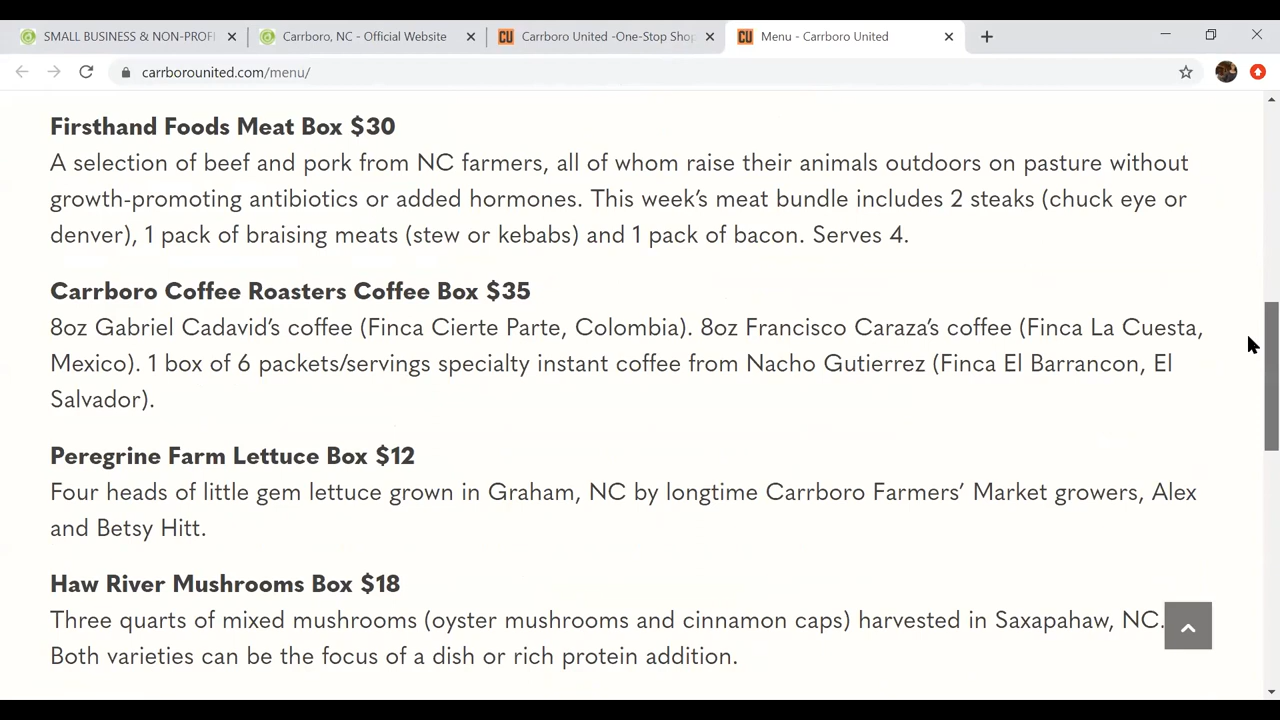 SMALL BUSINESS & NON-PROFI
Carrboro, NC - Official Website
Carrboro United -One-Stop Shop
Menu - Carrboro United
carrborounited.com/menu/
Firsthand Foods Meat Box $30
A selection of beef and pork from NC farmers, all of whom raise their animals outdoors on pasture without
growth-promoting antibiotics or added hormones. This week's meat bundle includes 2 steaks (chuck eye or
denver), 1 pack of braising meats (stew or kebabs) and 1 pack of bacon. Serves 4.
Carrboro Coffee Roasters Coffee Box $35
8oz Gabriel Cadavid's coffee (Finca Cierte Parte, Colombia). 8oz Francisco Caraza's coffee (Finca La Cuesta,
Mexico). 1 box of 6 packets/servings specialty instant coffee from Nacho Gutierrez (Finca El Barrancon, El
Salvador).
Peregrine Farm Lettuce Box $12
Four heads of little gem lettuce grown in Graham, NC by longtime Carrboro Farmers' Market growers, Alex
and Betsy Hitt.
Haw River Mushrooms Box $18
Three quarts of mixed mushrooms (oyster mushrooms and cinnamon caps) harvested in Saxapahaw, NC.
Both varieties can be the focus of a dish or rich protein addition.